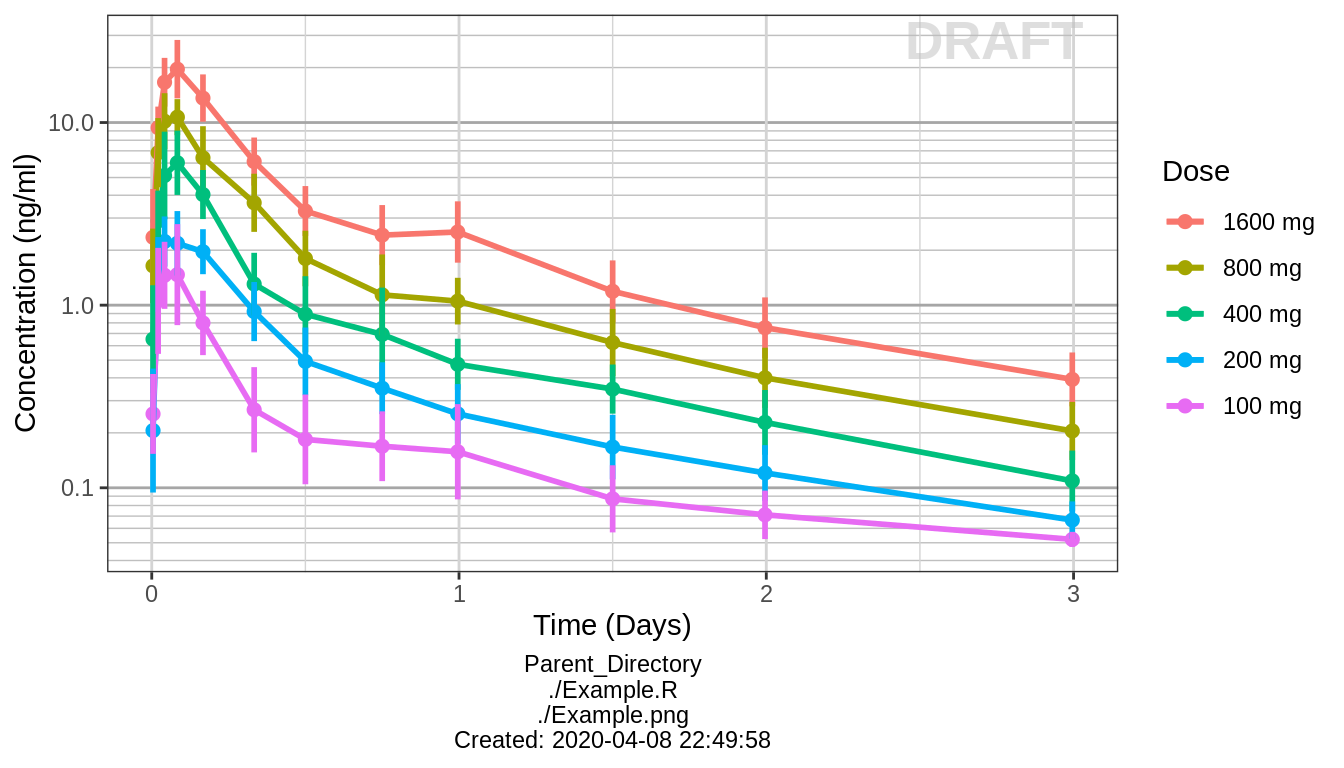 DRAFT
Concentration (ng/ml)
10.0
1.0
0.1
0
1
2
3
Time (Days)
Dose
1600 mg
800 mg
400 mg
200 mg
100 mg
Parent_Directory
./Example.R
./Example.png
Created: 2020-04-08 22:49:58